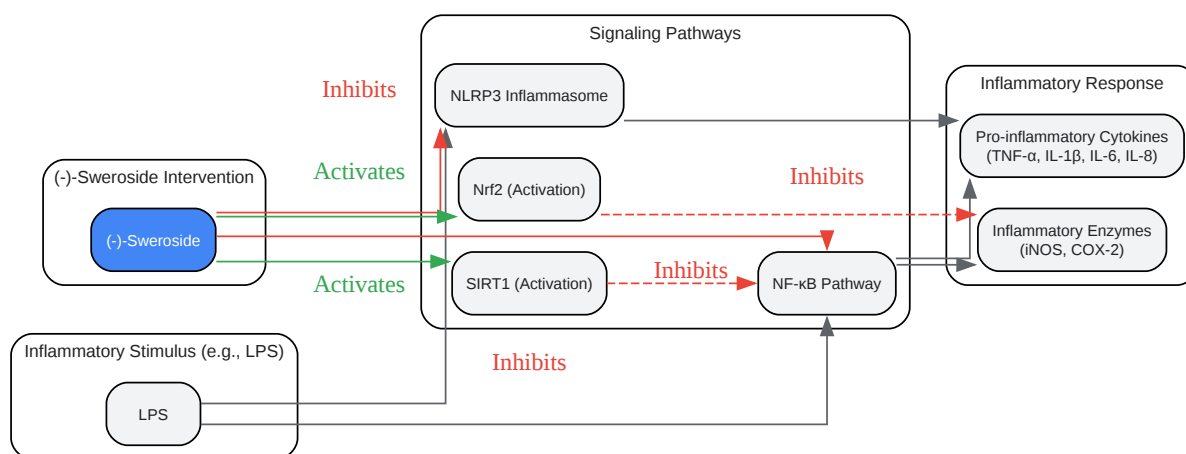 Signaling Pathways
NLRP3 Inflammasome
Nrf2 (Activation)
SIRT1 (Activation)
NF-κB Pathway
Inflammatory Response
Pro-inflammatory Cytokines
(TNF-α, IL-1β, IL-6, IL-8)
Inflammatory Enzymes
(iNOS, COX-2)
(-)-Sweroside Intervention
(-)-Sweroside
Inflammatory Stimulus (e.g., LPS)
LPS
Inhibits
Activates
Activates
Inhibits
Inhibits
Inhibits